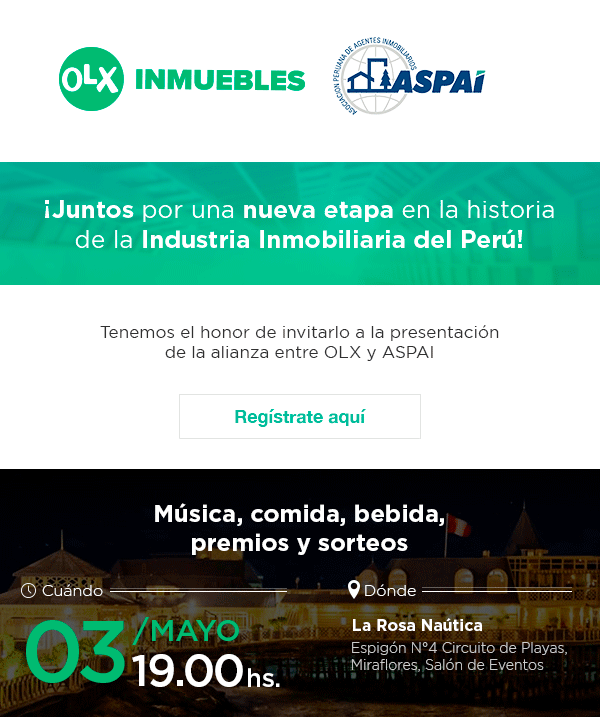 OLX INMUEBLES
ASOCIACIÓN PERUANA DE AGENTES INMOBILIARIOS
ASPAi
¡Juntos por una nueva etapa en la historia
de la Industria Inmobiliaria del Perú!
Tenemos el honor de invitarlo a la presentación
de la alianza entre OLX y ASPAI
Regístrate aquí
Música, comida, bebida,
premios y sorteos
Cuándo
03 /MAYO
19.00 hs.
Dónde
La Rosa Naútica
Espigón N°4 Circuito de Playas,
Miraflores, Salón de Eventos